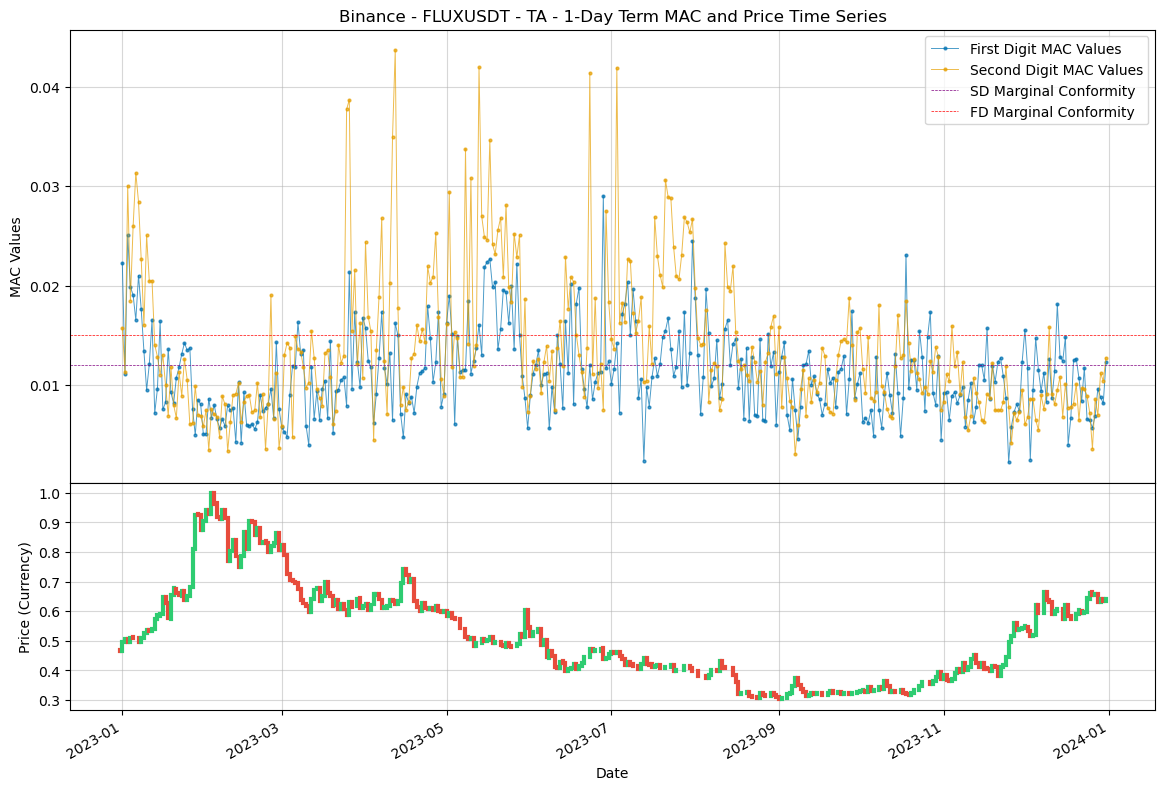 Binance - FLUXUSDT - TA - 1-Day Term MAC and Price Time Series
First Digit MAC Values
Second Digit MAC Values
SD Marginal Conformity
FD Marginal Conformity
MAC Values
0.04
0.03
0.02
0.01
Price (Currency)
1.0
0.9
0.8
0.7
0.6
0.5
0.4
0.3
2023-01
2023-03
2023-05
2023-07
2023-09
2023-11
2024-01
Date